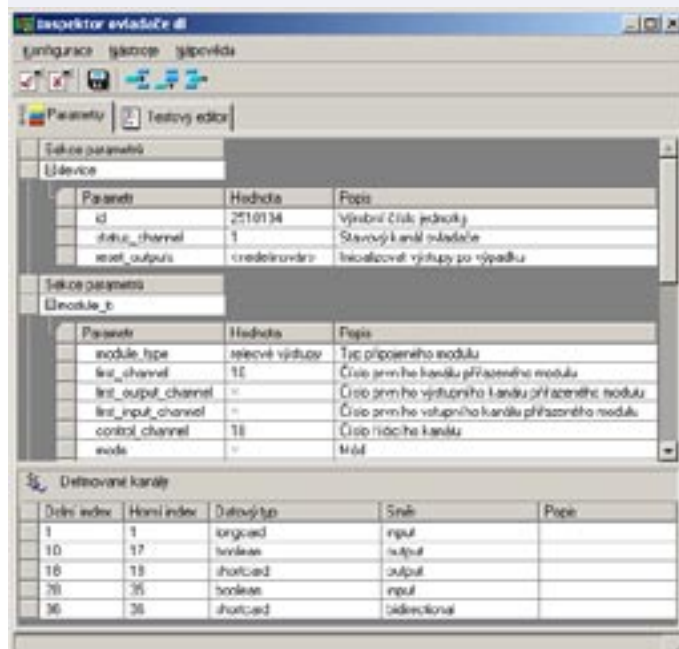 Inspektor ovladače dl
Konfigurace Nástroje Nápověda
Parametry Textový editor
Sekce parametrů
device
Parametr Hodnota Popis
id 2510134 Výrobní číslo jednotky
status_channel 1 Stavový kanál ovladače
reset_outputs <nedefinováno> Inicializovat výstupy po výpadku
Sekce parametrů
module_b
Parametr Hodnota Popis
module_type reléové výstupy Typ připojeného modulu
first_channel 10 Číslo prvního kanálu přiřazeného modulu
first_output_channel - Číslo prvního výstupního kanálu přiřazeného modulu
first_input_channel - Číslo prvního vstupního kanálu přiřazeného modulu
control_channel 18 Číslo řídícího kanálu
mode - Mód
Definované kanály
Dolní index Horní index Datový typ Směr Popis
1 1 longcard input
10 17 boolean output
18 18 shortcard output
28 35 boolean input
36 36 shortcard bidirectional